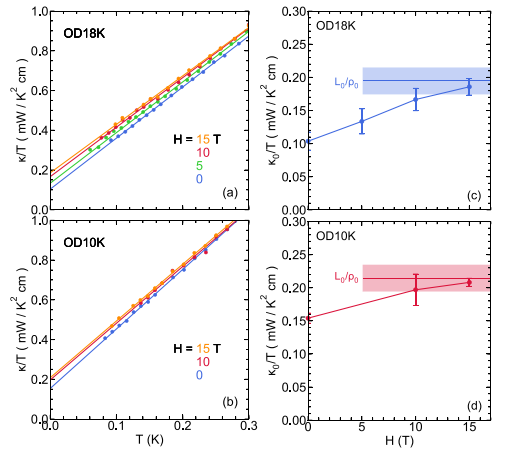 OD18K
1.0
0.8
0.6
0.4
0.2
0.0
κ/T ( mW / K² cm )
H = 15 T
10
5
0
(a)
OD18K
0.30
0.25
0.20
0.15
0.10
0.05
0.00
κ₀/T ( mW / K² cm )
L₀/ρ₀
(c)
OD10K
1.0
0.8
0.6
0.4
0.2
0.0
κ/T ( mW / K² cm )
H = 15 T
10
0
(b)
0.0
0.1
0.2
0.3
T (K)
OD10K
0.30
0.25
0.20
0.15
0.10
0.05
0.00
κ₀/T ( mW / K² cm )
L₀/ρ₀
(d)
0
5
10
15
H (T)